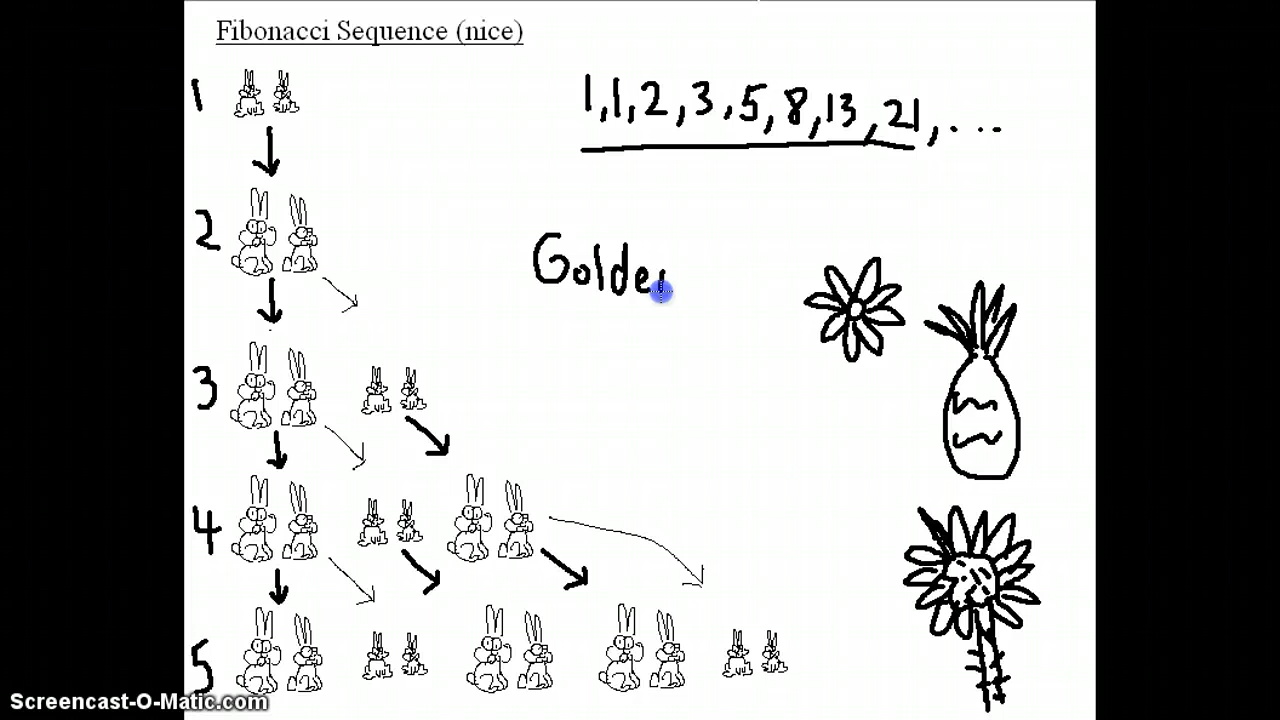 Fibonacci Sequence (nice)
1
1,1,2,3,5,8,13,21,...
2
Golde
3
4
5
Screencast-O-Matic.com